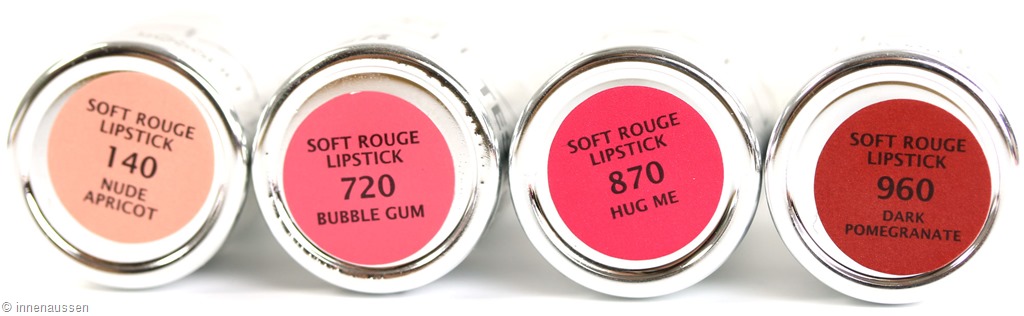 SOFT ROUGE
LIPSTICK
140
NUDE
APRICOT
SOFT ROUGE
LIPSTICK
720
BUBBLE GUM
SOFT ROUGE
LIPSTICK
870
HUG ME
SOFT ROUGE
LIPSTICK
960
DARK
POMEGRANATE
© innenaussen